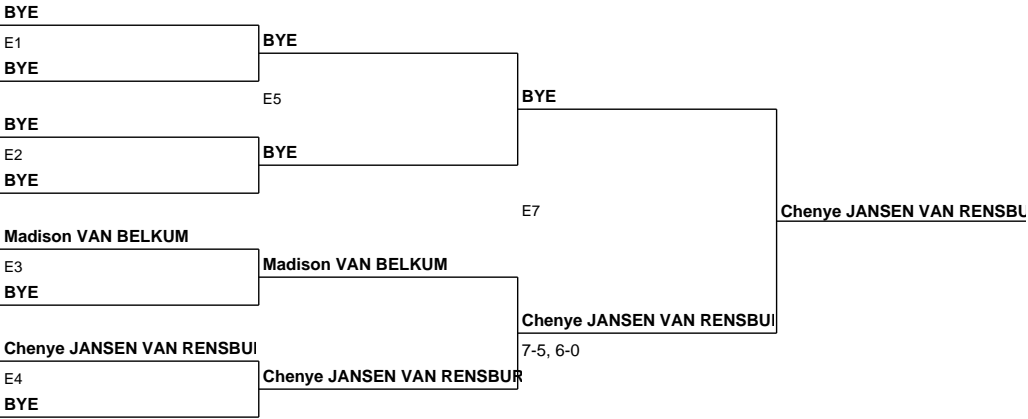 BYE
E1
BYE
BYE
E5
BYE
E2
BYE
BYE
BYE
E7
Chenye JANSEN VAN RENSBU
Madison VAN BELKUM
E3
BYE
Madison VAN BELKUM
Chenye JANSEN VAN RENSBU
7-5, 6-0
Chenye JANSEN VAN RENSBU
E4
BYE
Chenye JANSEN VAN RENSBUR